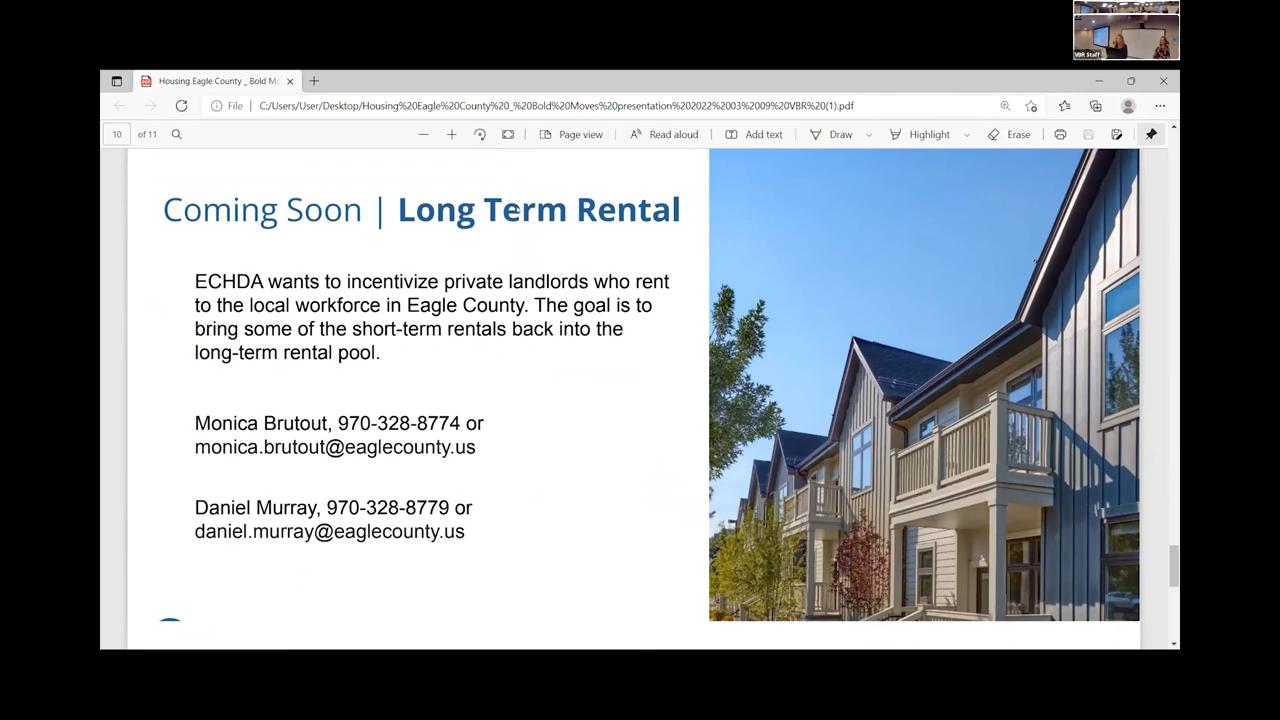 VBR Staff
Housing Eagle County _ Bold Mo
File
C:/Users/User/Desktop/Housing%20Eagle%20County%20_%20Bold%20Moves%20presentation%202022%2003%2009%20VBR%20(1).pdf
10 of 11
Page view
Read aloud
Add text
Draw
Highlight
Erase
Coming Soon | Long Term Rental
ECHDA wants to incentivize private landlords who rent
to the local workforce in Eagle County. The goal is to
bring some of the short-term rentals back into the
long-term rental pool.
Monica Brutout, 970-328-8774 or
monica.brutout@eaglecounty.us
Daniel Murray, 970-328-8779 or
daniel.murray@eaglecounty.us